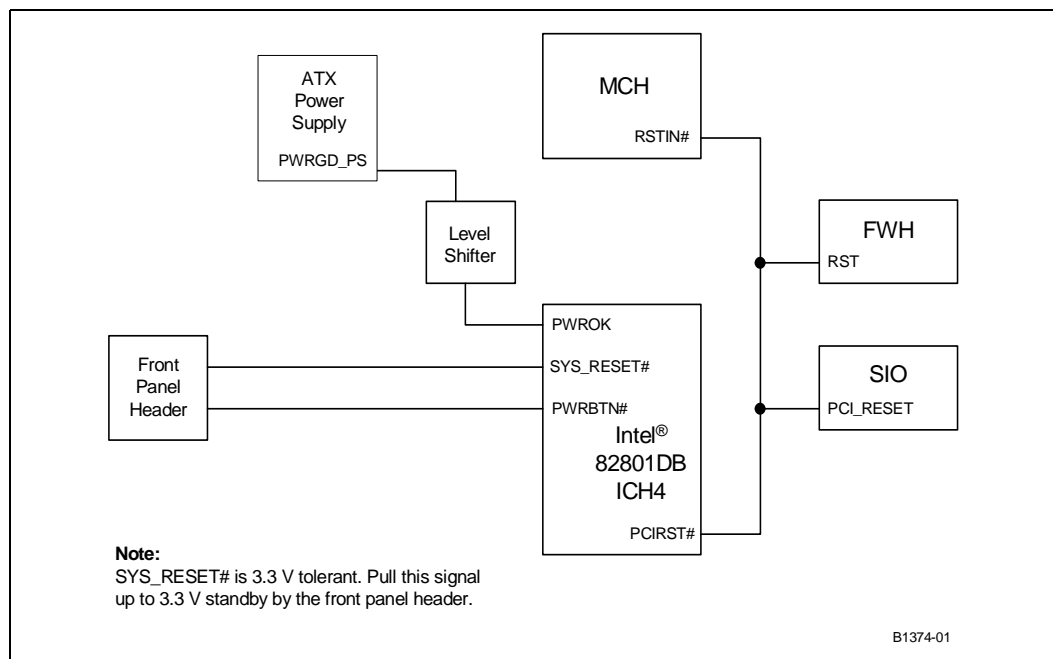 ATX
Power
Supply
PWRGD_PS
MCH
RSTIN#
Level
Shifter
FWH
RST
Front
Panel
Header
PWROK
SYS_RESET#
PWRBTN#
Intel®
82801DB
ICH4
PCIRST#
SIO
PCI_RESET
Note:
SYS_RESET# is 3.3 V tolerant. Pull this signal
up to 3.3 V standby by the front panel header.
B1374-01